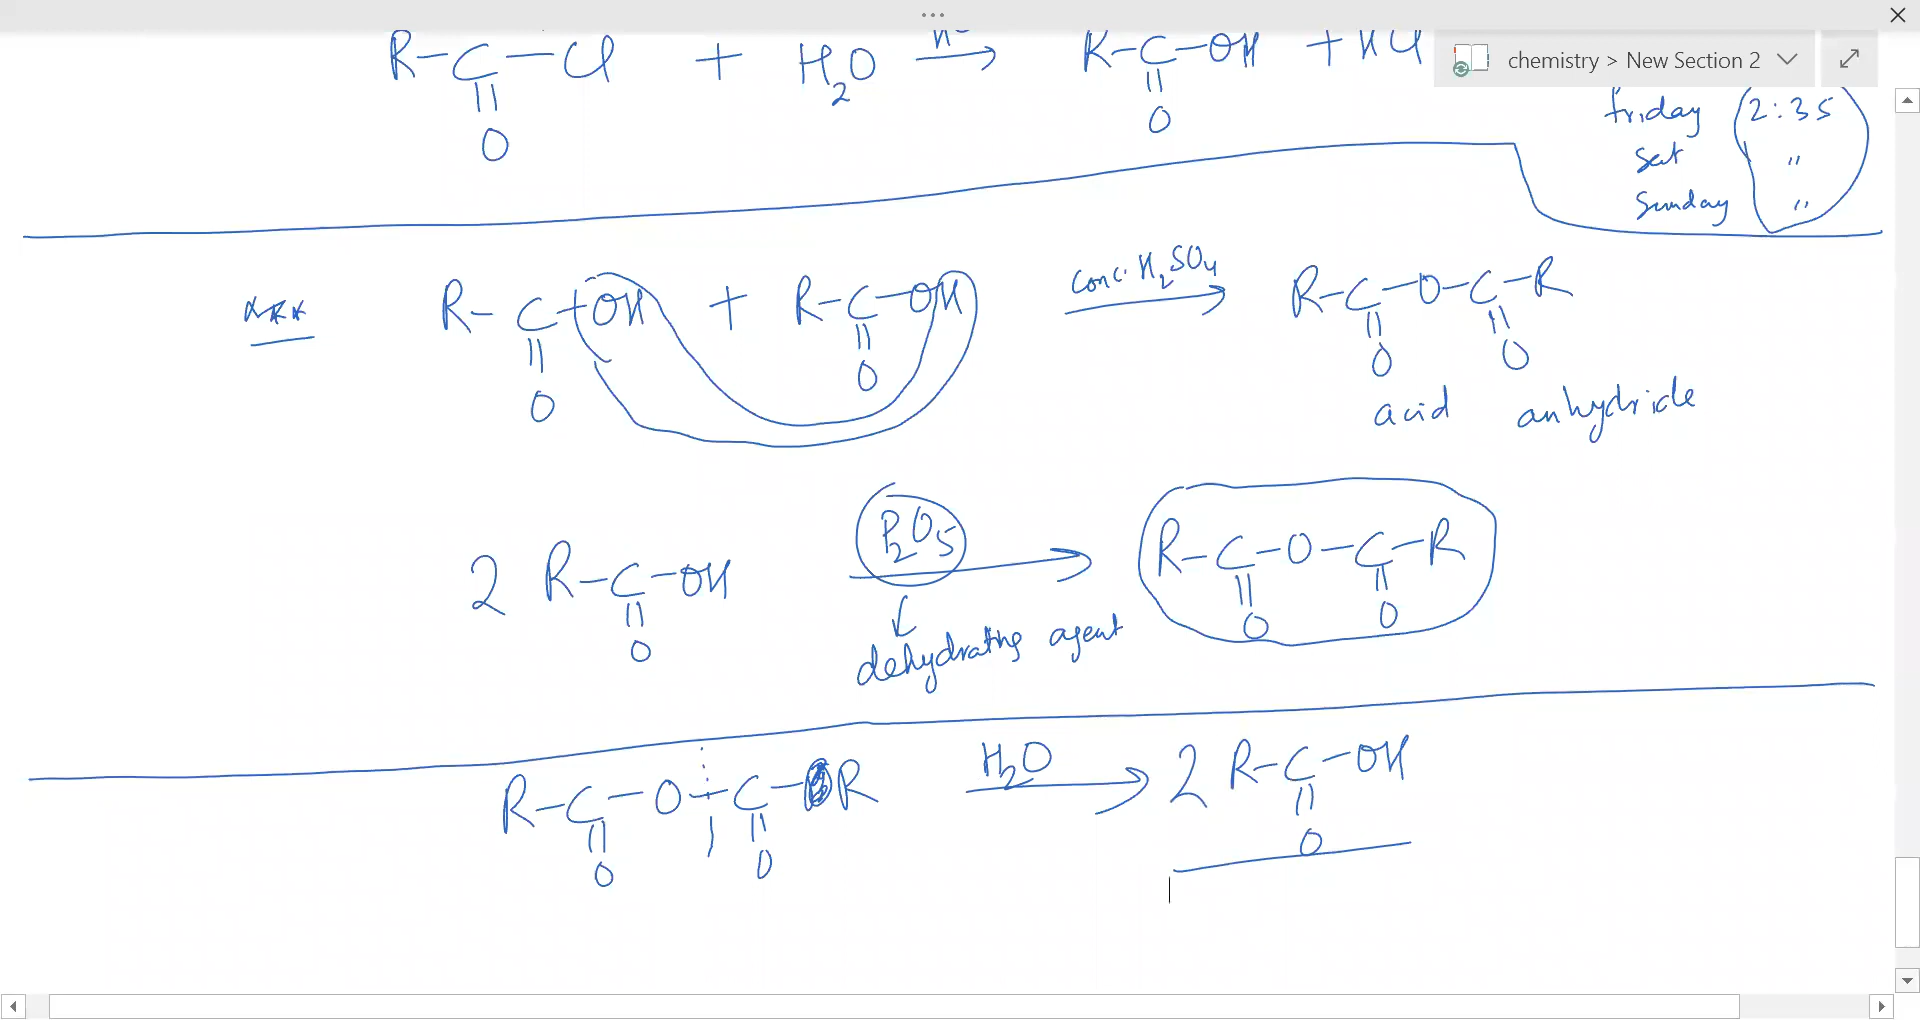 chemistry > New Section 2
R-C-Cl + H2O → R-C-OH + HCl
|| ||
O O
friday 2:35
Sat "
Sunday "
*** R-C-OH + R-C-OH conc. H2SO4 → R-C-O-C-R
|| || || ||
O O O O
acid anhydride
2 R-C-OH P2O5 → R-C-O-C-R
|| || ||
O O O
dehydrating agent
R-C-O-C-R H2O → 2 R-C-OH
|| || ||
O O O